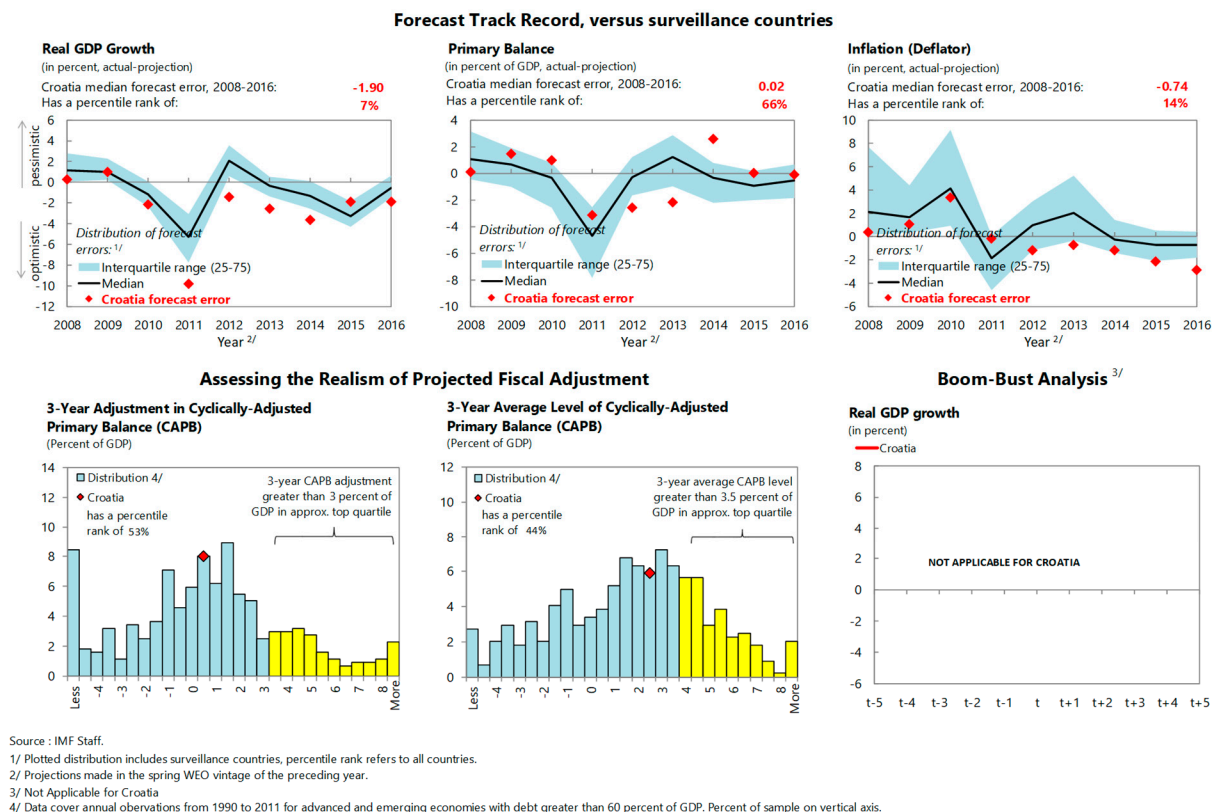 Forecast Track Record, versus surveillance countries
Real GDP Growth
(in percent, actual-projection)
Croatia median forecast error, 2008-2016: -1.90
Has a percentile rank of: 7%
pessimistic
optimistic
6
4
2
0
-2
-4
-6
-8
-10
-12
Distribution of forecast
errors: 1/
Interquartile range (25-75)
Median
Croatia forecast error
2008 2009 2010 2011 2012 2013 2014 2015 2016
Year 2/
Primary Balance
(in percent of GDP, actual-projection)
Croatia median forecast error, 2008-2016: 0.02
Has a percentile rank of: 66%
4
2
0
-2
-4
-6
-8
-10
Distribution of forecast
errors: 1/
Interquartile range (25-75)
Median
Croatia forecast error
2008 2009 2010 2011 2012 2013 2014 2015 2016
Year 2/
Inflation (Deflator)
(in percent, actual-projection)
Croatia median forecast error, 2008-2016: -0.74
Has a percentile rank of: 14%
10
8
6
4
2
0
-2
-4
-6
Distribution of forecast
errors: 1/
Interquartile range (25-75)
Median
Croatia forecast error
2008 2009 2010 2011 2012 2013 2014 2015 2016
Year 2/
Assessing the Realism of Projected Fiscal Adjustment
3-Year Adjustment in Cyclically-Adjusted
Primary Balance (CAPB)
(Percent of GDP)
14
12
10
8
6
4
2
0
Distribution 4/
Croatia
has a percentile
rank of 53%
3-year CAPB adjustment
greater than 3 percent of
GDP in approx. top quartile
Less -4 -3 -2 -1 0 1 2 3 4 5 6 7 8 More
3-Year Average Level of Cyclically-Adjusted
Primary Balance (CAPB)
(Percent of GDP)
12
10
8
6
4
2
0
Distribution 4/
Croatia
has a percentile
rank of 44%
3-year average CAPB level
greater than 3.5 percent of
GDP in approx. top quartile
Less -4 -3 -2 -1 0 1 2 3 4 5 6 7 8 More
Boom-Bust Analysis 3/
Real GDP growth
(in percent)
Croatia
8
6
4
2
0
-2
-4
-6
NOT APPLICABLE FOR CROATIA
t-5 t-4 t-3 t-2 t-1 t t+1 t+2 t+3 t+4 t+5
Source : IMF Staff.
1/ Plotted distribution includes surveillance countries, percentile rank refers to all countries.
2/ Projections made in the spring WEO vintage of the preceding year.
3/ Not Applicable for Croatia
4/ Data cover annual obervations from 1990 to 2011 for advanced and emerging economies with debt greater than 60 percent of GDP. Percent of sample on vertical axis.